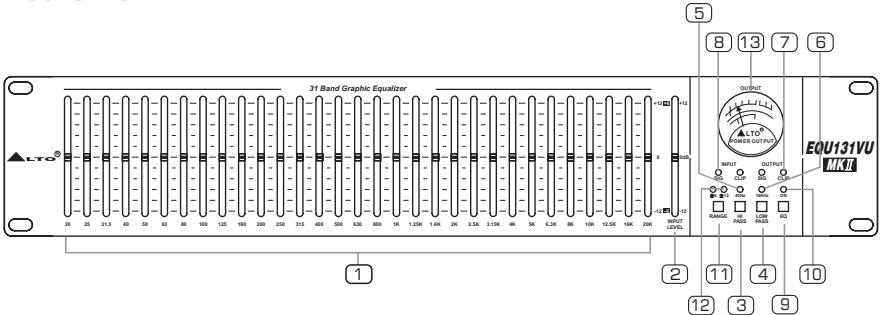 5
8 13 7 6
31 Band Graphic Equalizer
OUTPUT
+12 +12
ALTO®
POWER OUTPUT
ALTO®
0 0dB
EQU131VU
MKII
INPUT OUTPUT
SIG CLIP SIG CLIP
40Hz 16KHz ON
-12 -12
20 25 31.5 40 50 63 80 100 125 160 200 250 315 400 500 630 800 1K 1.25K 1.6K 2K 2.5K 3.15K 4K 5K 6.3K 8K 10K 12.5K 16K 20K
INPUT
LEVEL
RANGE HI
PASS LOW
PASS EQ
1 2 11 4 10
12 3 9